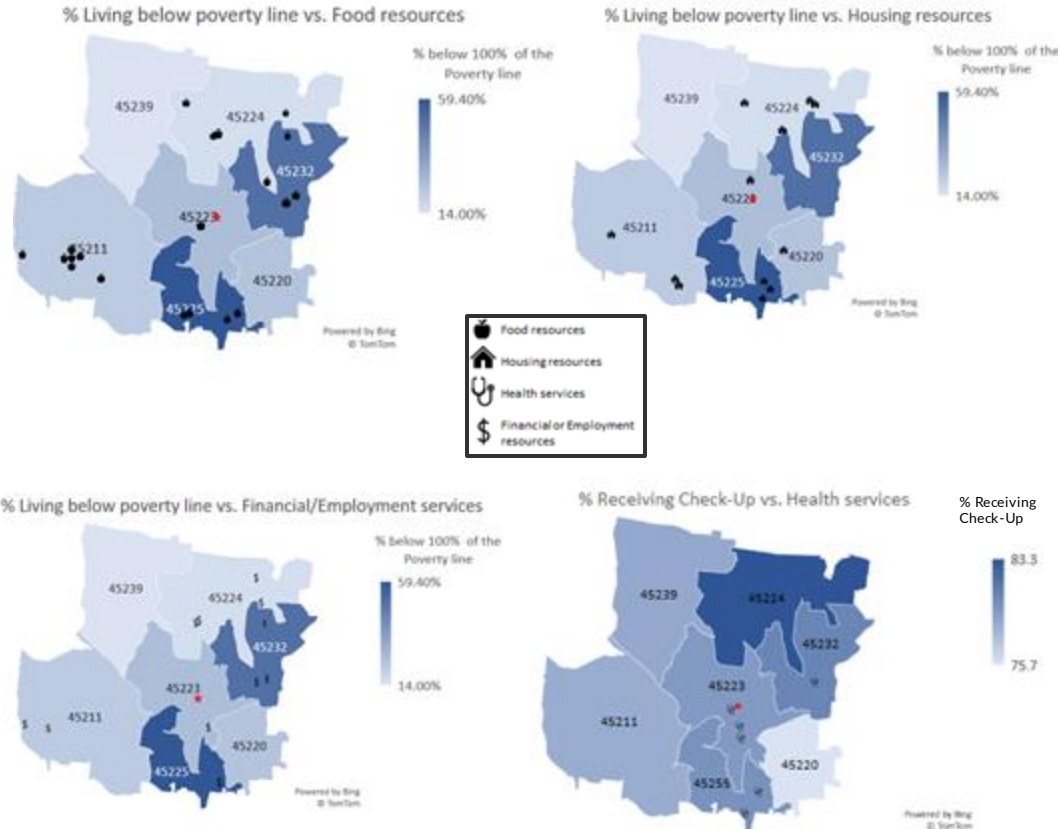 % Living below poverty line vs. Food resources
% below 100% of the
Poverty line
59.40%
14.00%
45239
45224
45232
45223
45211
45220
45225
Powered by Bing
© TomTom
% Living below poverty line vs. Housing resources
% below 100% of the
Poverty line
59.40%
14.00%
45239
45224
45232
45211
45220
45225
Powered by Bing
© TomTom
Food resources
Housing resources
Health services
Financial or Employment
resources
% Living below poverty line vs. Financial/Employment services
% below 100% of the
Poverty line
59.40%
14.00%
45239
45224
45232
45223
45211
45220
45225
Powered by Bing
© TomTom
% Receiving Check-Up vs. Health services
% Receiving
Check-Up
83.3
75.7
45239
45224
45232
45223
45211
45220
45255
Powered by Bing
© TomTom